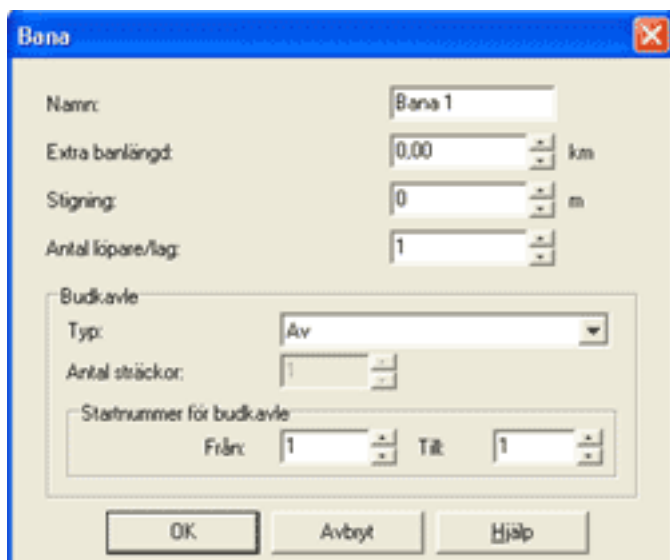 Bana
Namn: Bana 1
Extra banlängd: 0,00 km
Stigning: 0 m
Antal löpare/lag: 1
Budkavle
Typ: Av
Antal sträckor: 1
Startnummer för budkavle
Från: 1 Till: 1
OK Avbryt Hjälp